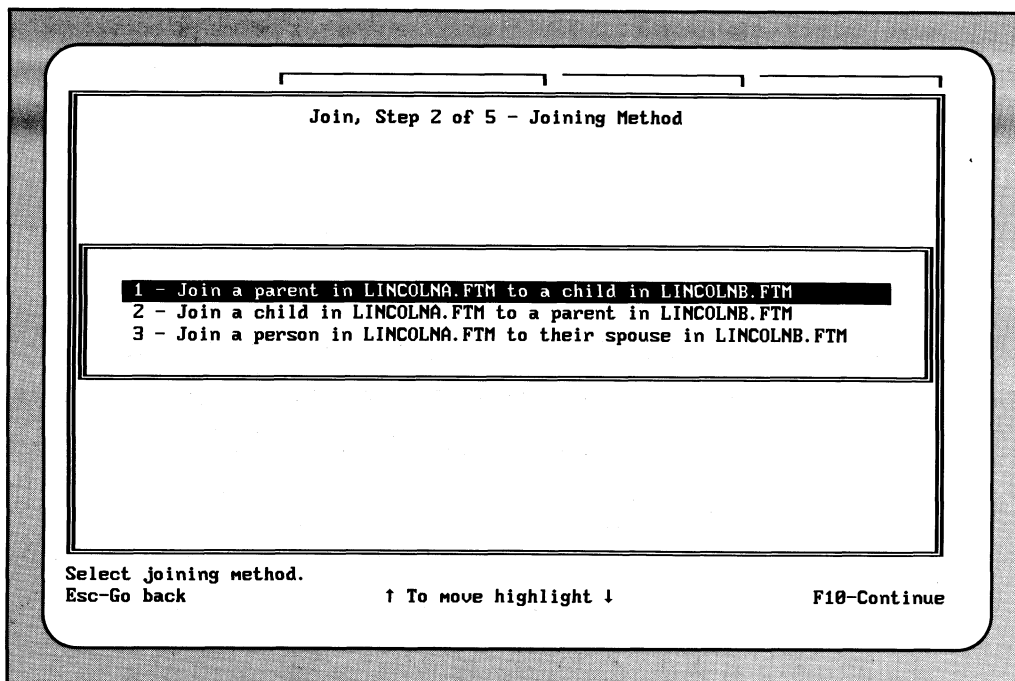 Join, Step 2 of 5 - Joining Method
1 - Join a parent in LINCOLNA.FTM to a child in LINCOLNB.FTM
2 - Join a child in LINCOLNA.FTM to a parent in LINCOLNB.FTM
3 - Join a person in LINCOLNA.FTM to their spouse in LINCOLNB.FTM
Select joining method.
Esc-Go back ↑ To move highlight ↓ F10-Continue